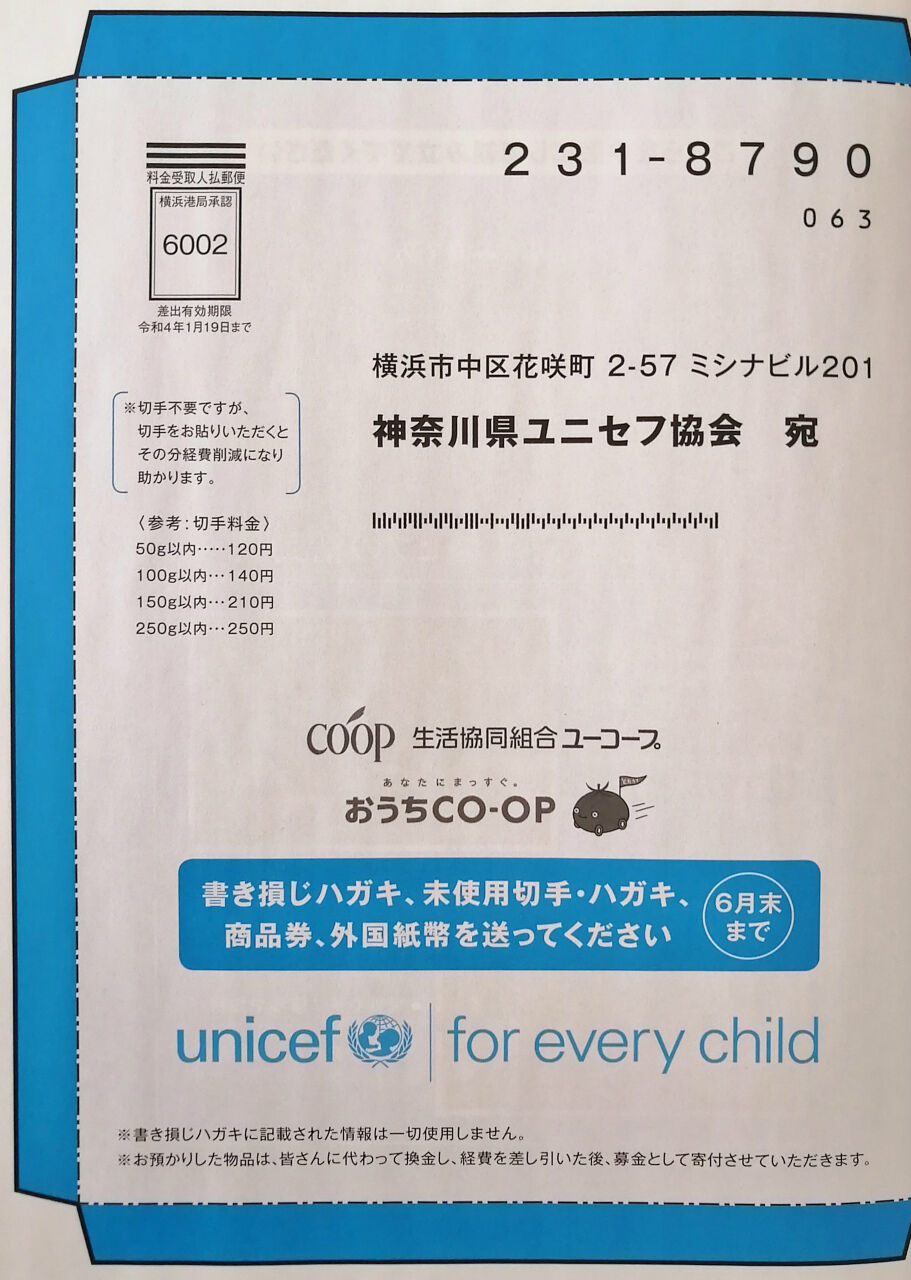 231-8790
063
料金受取人払郵便
横浜港局承認
6002
差出有効期限
令和4年1月19日まで
横浜市中区花咲町 2-57 ミシナビル201
神奈川県ユニセフ協会 宛
※切手不要ですが、
切手をお貼りいただくと
その分経費削減になり
助かります。
〈参考:切手料金〉
50g以内‥‥‥120円
100g以内‥‥140円
150g以内‥‥210円
250g以内‥‥250円
COOP 生活協同組合ユーコープ。
あなたにまっすぐ。
おうちCO-OP
書き損じハガキ、未使用切手・ハガキ、
商品券、外国紙幣を送ってください
6月末
まで
unicef for every child
※書き損じハガキに記載された情報は一切使用しません。
※お預かりした物品は、皆さんに代わって換金し、経費を差し引いた後、募金として寄付させていただきます。